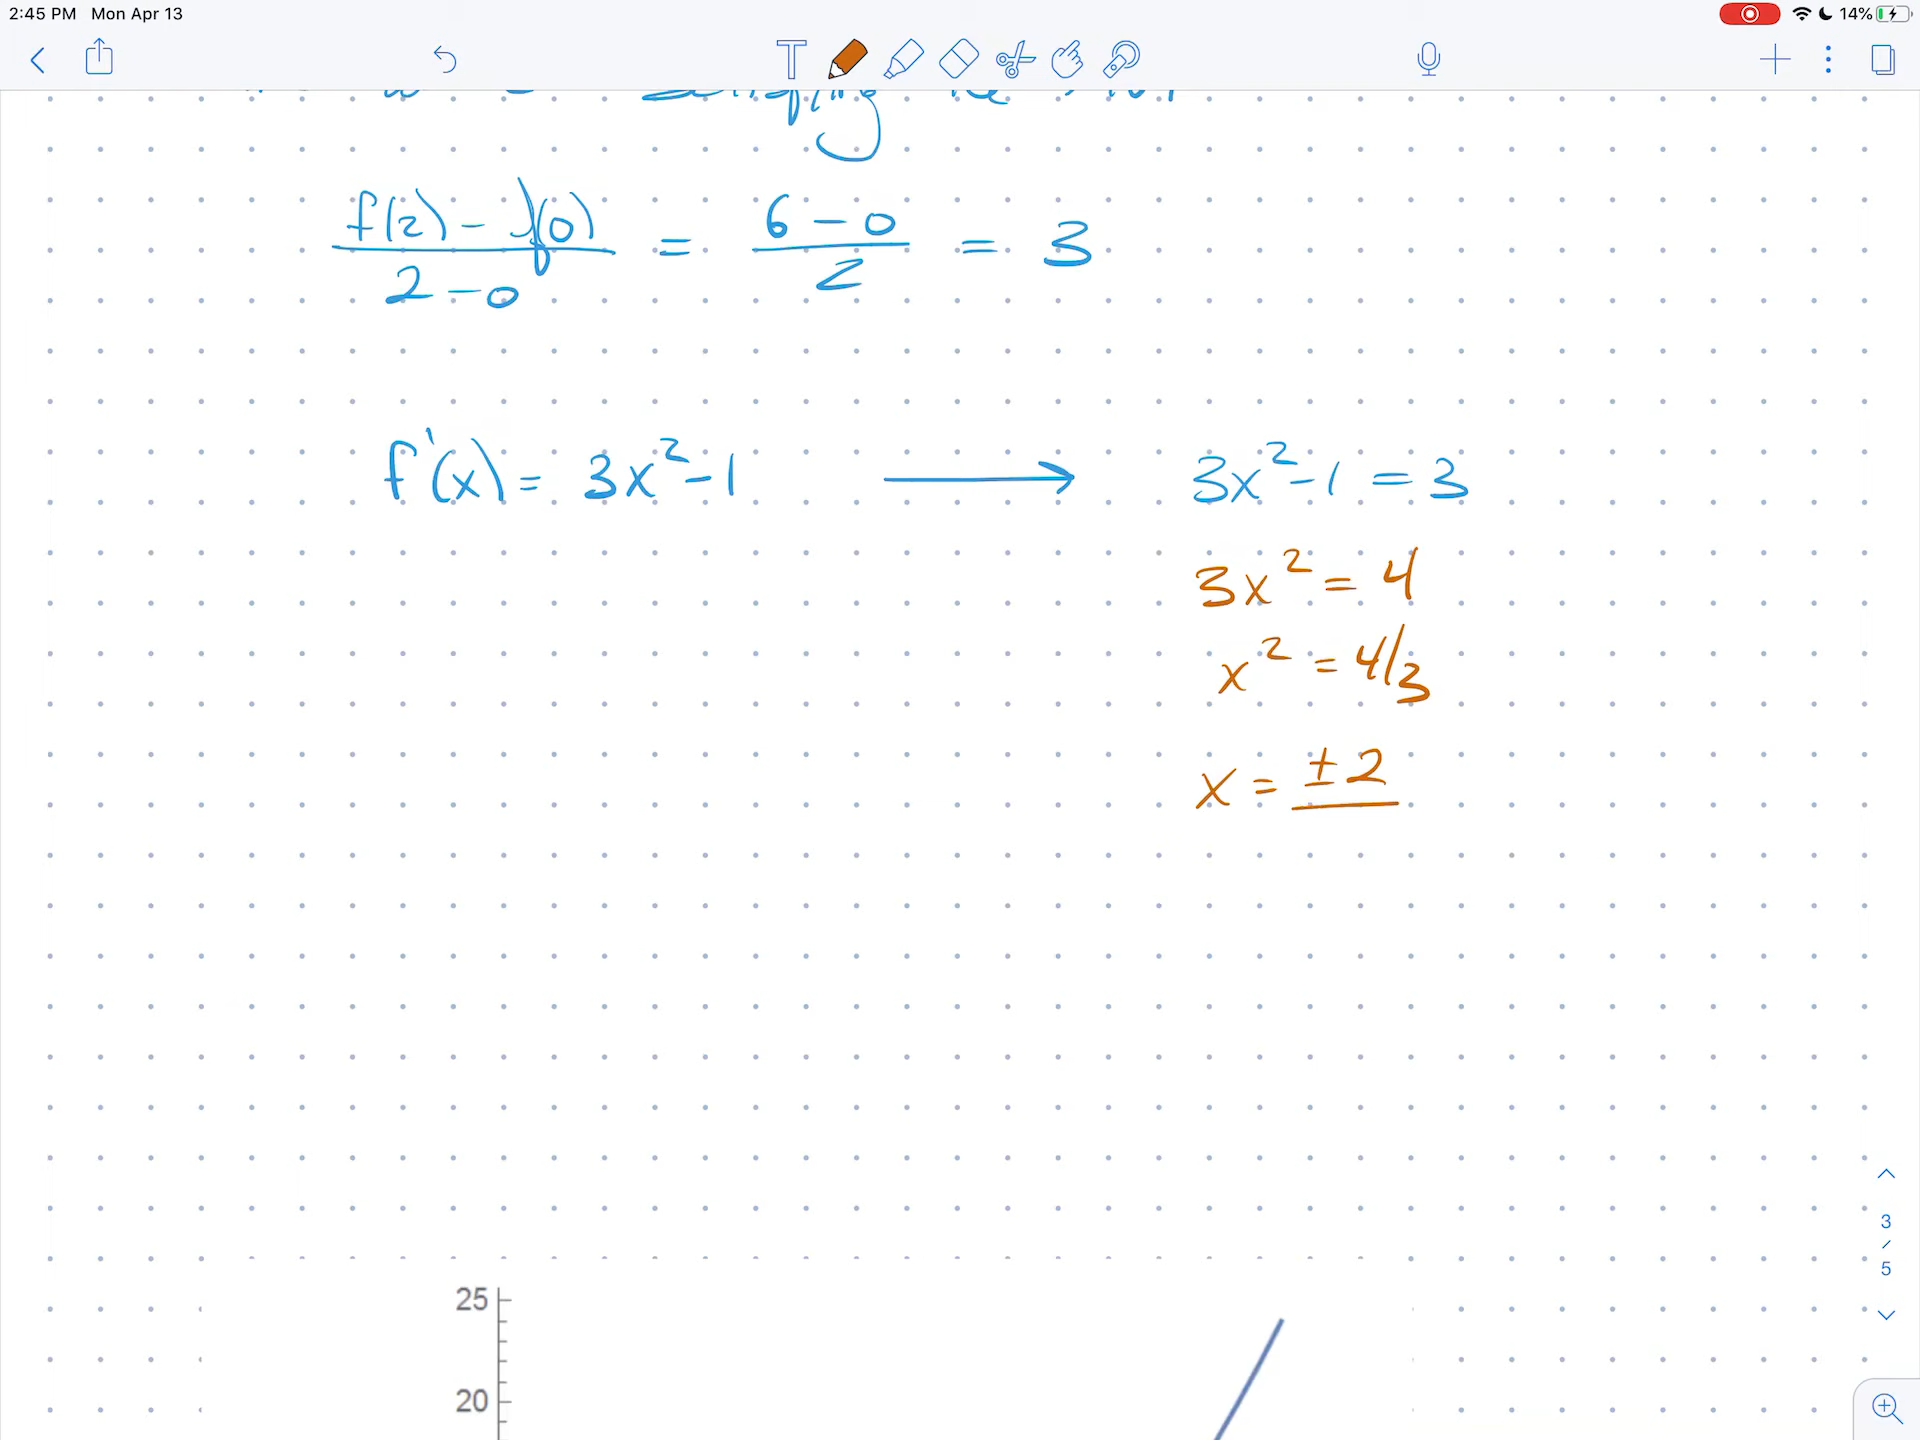 2:45 PM Mon Apr 13
14%
T
f(2) - f(0) / 2 - 0 = 6 - 0 / 2 = 3
f'(x) = 3x² - 1 → 3x² - 1 = 3
3x² = 4
x² = 4/3
x = ± 2
3
/
5
25
20